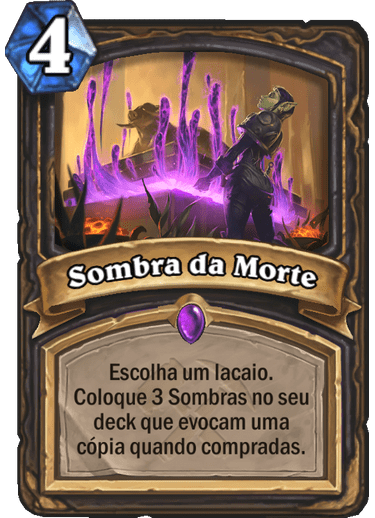 4
Sombra da Morte
Escolha um lacaio.
Coloque 3 Sombras no seu
deck que evocam uma
cópia quando compradas.